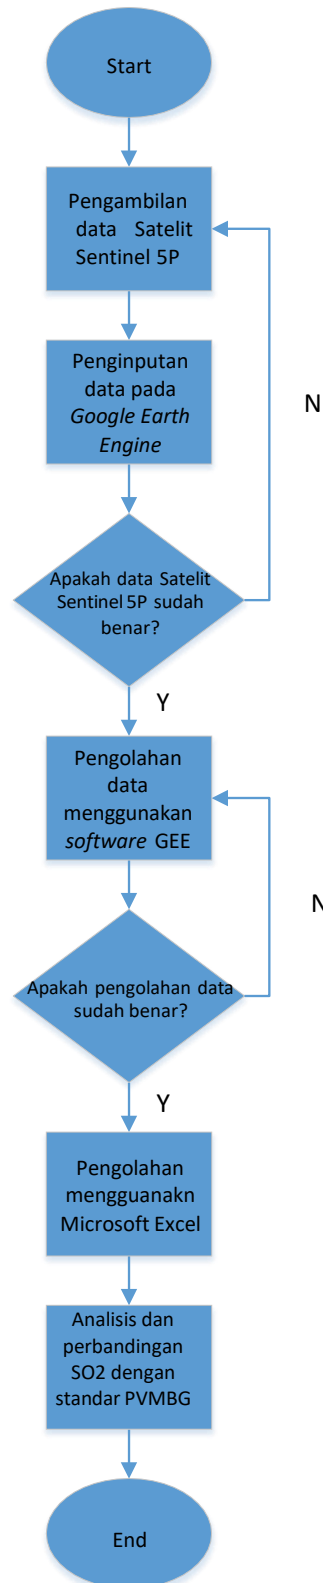 Start
Pengambilan
data Satelit
Sentinel 5P
Penginputan
data pada
Google Earth
Engine
N
Apakah data Satelit
Sentinel 5P sudah
benar?
Y
Pengolahan
data
menggunakan
software GEE
N
Apakah pengolahan data
sudah benar?
Y
Pengolahan
mengguanakn
Microsoft Excel
Analisis dan
perbandingan
SO2 dengan
standar PVMBG
End